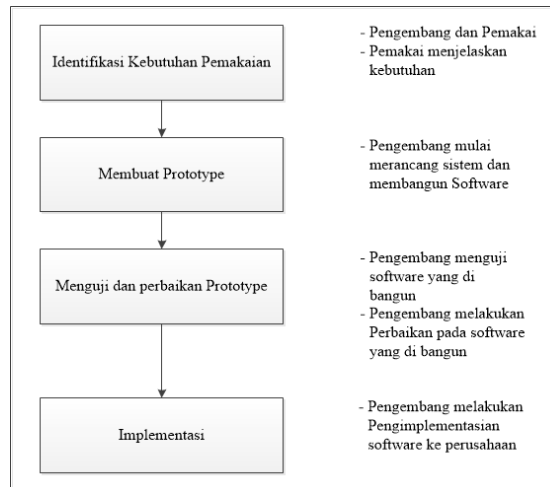 Identifikasi Kebutuhan Pemakaian
- Pengembang dan Pemakai
- Pemakai menjelaskan
kebutuhan
Membuat Prototype
- Pengembang mulai
merancang sistem dan
membangun Software
Menguji dan perbaikan Prototype
- Pengembang menguji
software yang di
bangun
- Pengembang melakukan
Perbaikan pada software
yang di bangun
Implementasi
- Pengembang melakukan
Pengimplementasian
software ke perusahaan